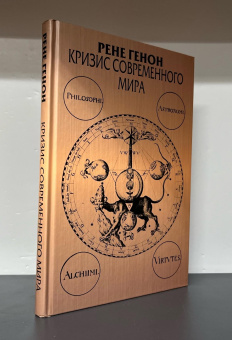 РЕНЕ ГЕНОН
КРИЗИС СОВРЕМЕННОГО
МИРА
PHILOSOPHI
ASTRONOMI
ALCHIMI
VIRTUTES
РЕНЕ ГЕНОН
КРИЗИС СОВРЕМЕННОГО МИРА